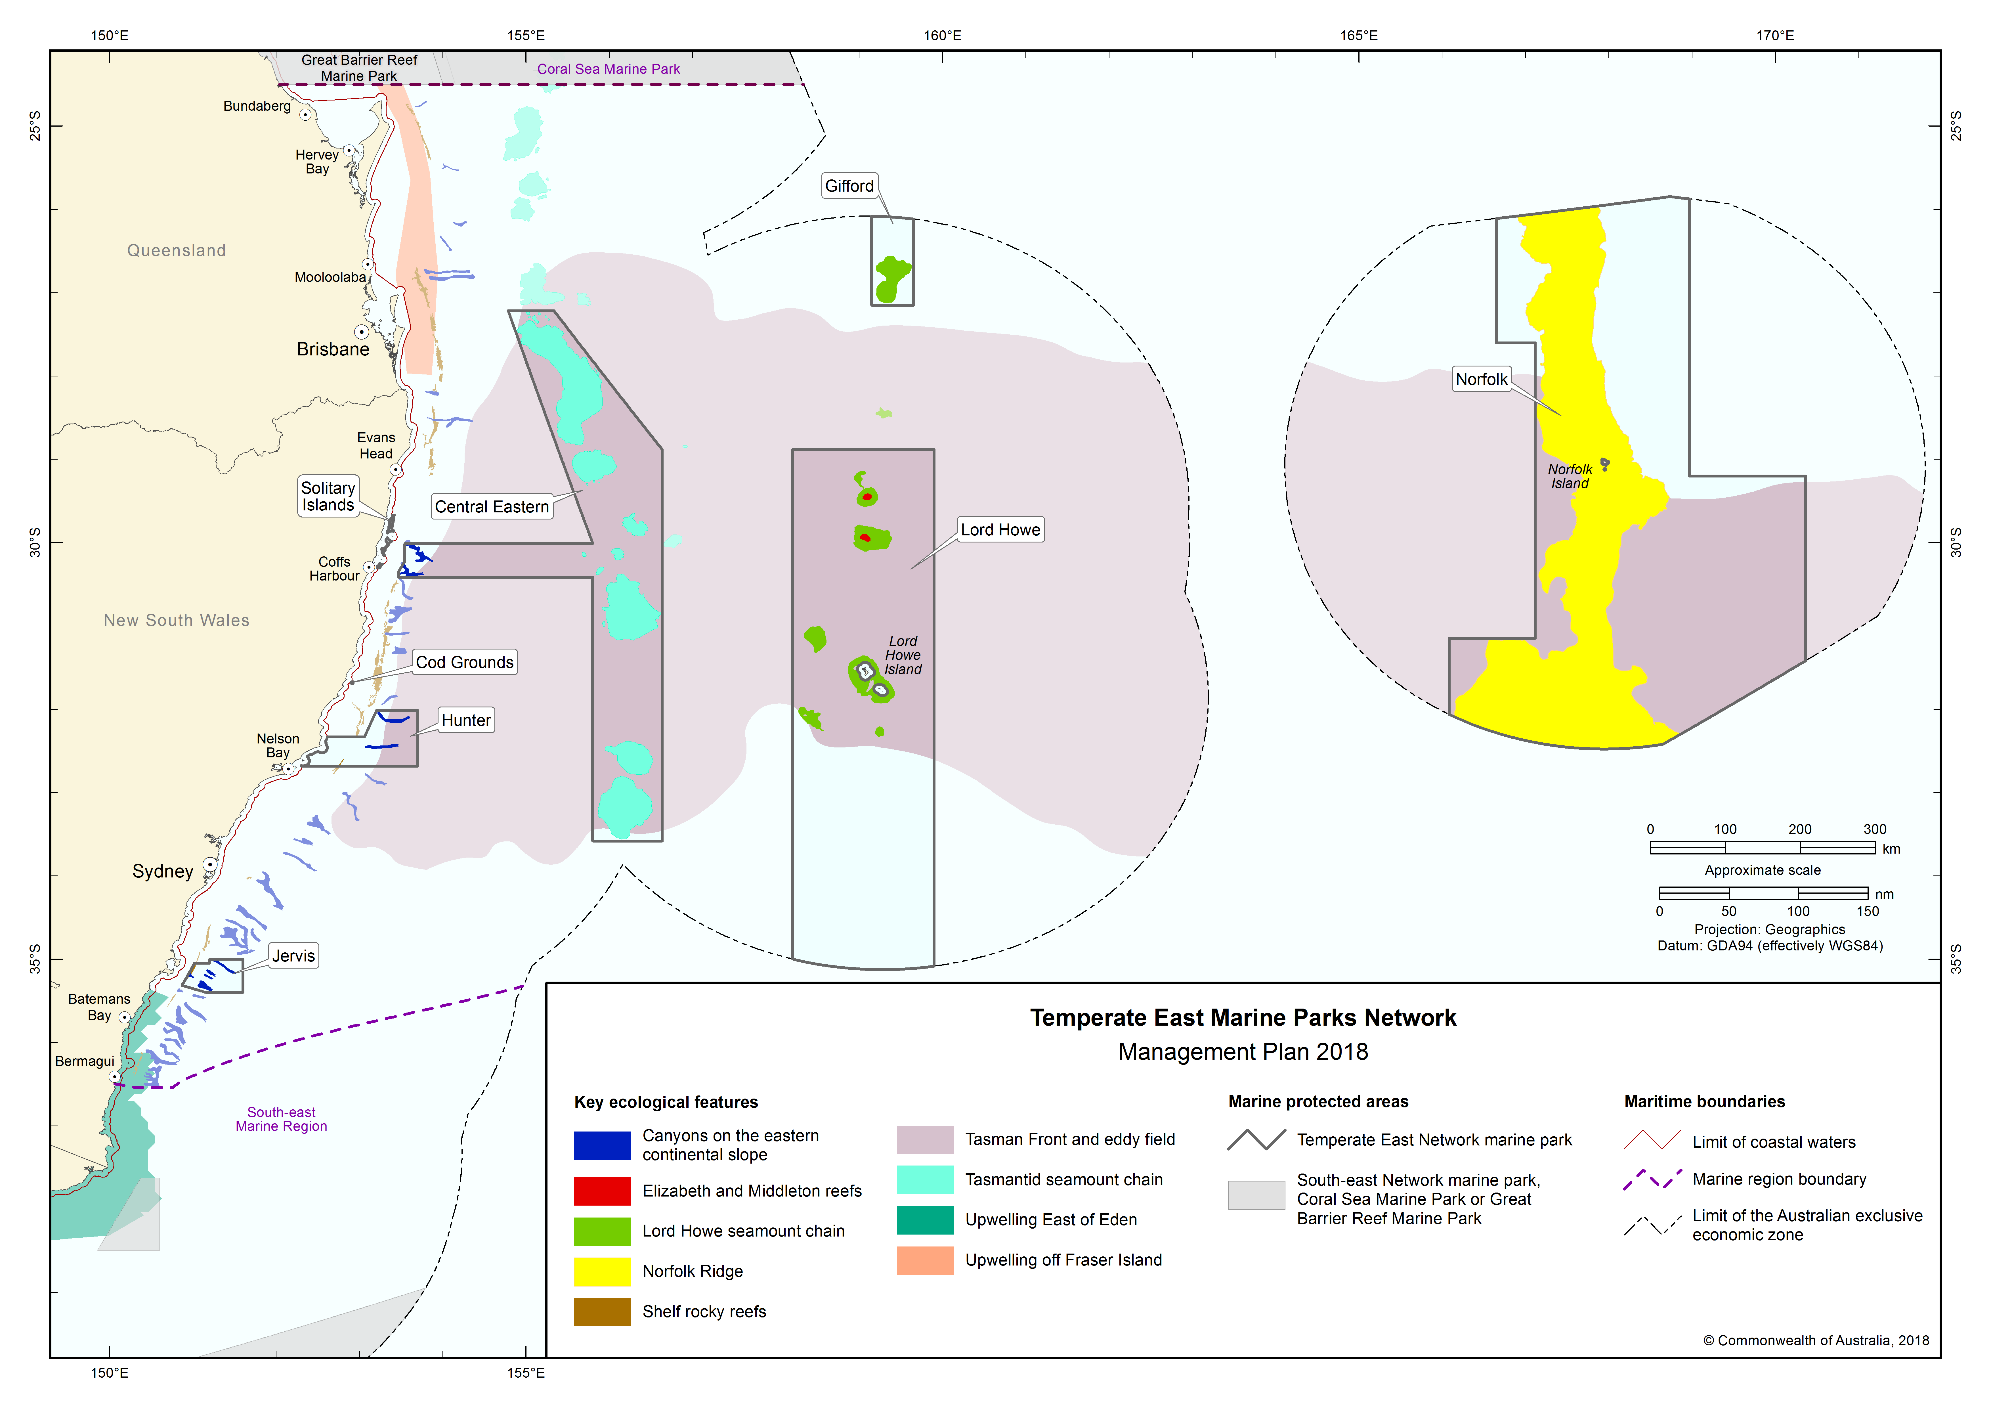 150°E
155°E
160°E
165°E
170°E
Great Barrier Reef
Marine Park
Coral Sea Marine Park
Bundaberg
25°S
25°S
Hervey
Bay
Gifford
Queensland
Mooloolaba
Brisbane
Norfolk
Evans
Head
Norfolk
Island
Solitary
Islands
Central Eastern
Lord Howe
30°S
30°S
Coffs
Harbour
New South Wales
Lord
Howe
Island
Cod Grounds
Hunter
Nelson
Bay
0 100 200 300
km
Sydney
Approximate scale
nm
0 50 100 150
Projection: Geographics
Datum: GDA94 (effectively WGS84)
35°S
35°S
Jervis
Batemans
Bay
Bermagui
South-east
Marine Region
Temperate East Marine Parks Network
Management Plan 2018
Key ecological features
Canyons on the eastern
continental slope
Elizabeth and Middleton reefs
Lord Howe seamount chain
Norfolk Ridge
Shelf rocky reefs
Tasman Front and eddy field
Tasmantid seamount chain
Upwelling East of Eden
Upwelling off Fraser Island
Marine protected areas
Temperate East Network marine park
South-east Network marine park,
Coral Sea Marine Park or Great
Barrier Reef Marine Park
Maritime boundaries
Limit of coastal waters
Marine region boundary
Limit of the Australian exclusive
economic zone
© Commonwealth of Australia, 2018
150°E
155°E